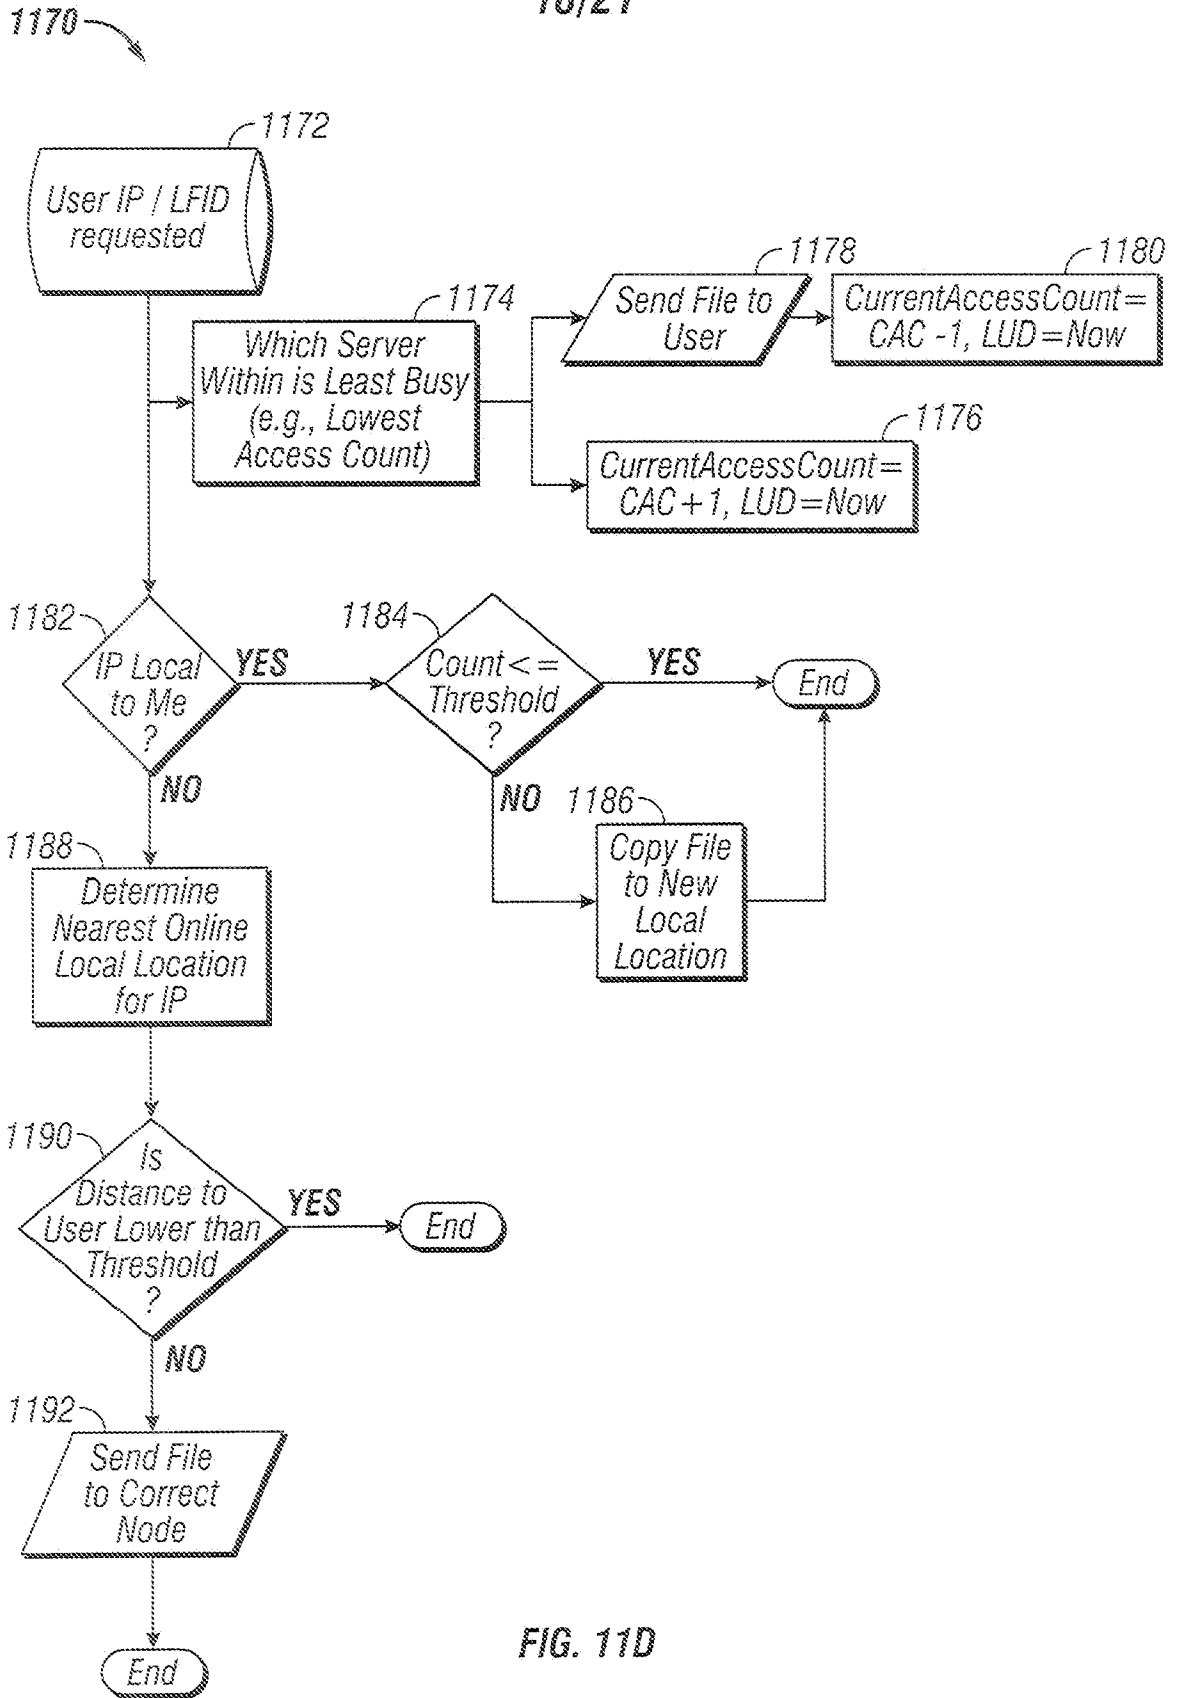 1170
1172
User IP / LFID
requested
1174
Which Server
Within is Least Busy
(e.g., Lowest
Access Count)
1178
Send File to
User
1180
CurrentAccessCount=
CAC -1, LUD=Now
1176
CurrentAccessCount=
CAC+1, LUD=Now
1182
IP Local
to Me
?
YES
NO
1184
Count<=
Threshold
?
YES
NO
End
1186
Copy File
to New
Local
Location
1188
Determine
Nearest Online
Local Location
for IP
1190
Is
Distance to
User Lower than
Threshold
?
YES
End
NO
1192
Send File
to Correct
Node
End
FIG. 11D